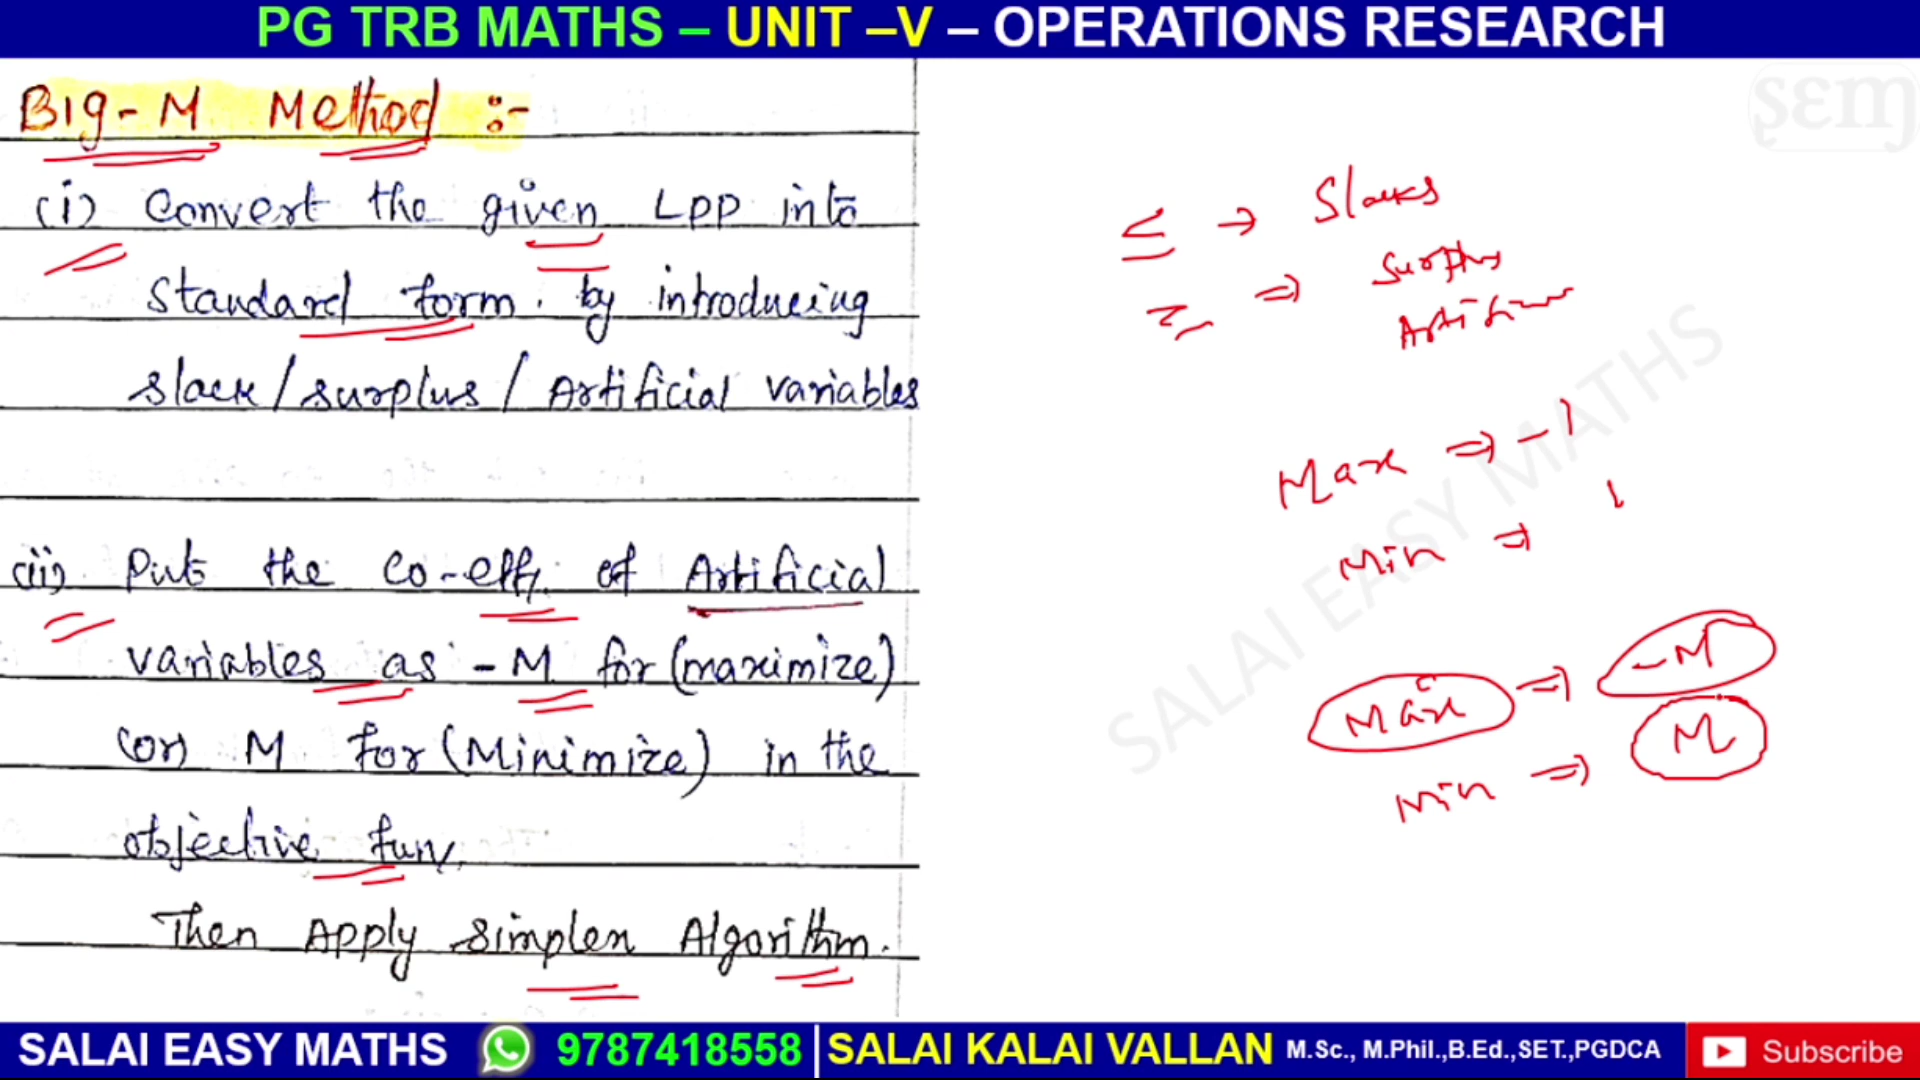 PG TRB MATHS – UNIT –V – OPERATIONS RESEARCH
Big-M Method :-
(i) Convert the given LPP into
standard form. by introducing
slack/surplus/Artificial variables
(ii) Put the co-eff. of Artificial
variables as -M for (maximize)
(or) M for (Minimize) in the
objective fun.
Then Apply Simplex Algorithm.
sem
≤ → Slacks
≥ ⇒ Surplus
Max ⇒ -1
Min ⇒ 1
Max ⇒ -M
Min ⇒ M
SALAI EASY MATHS
SALAI EASY MATHS 9787418558 SALAI KALAI VALLAN M.Sc., M.Phil.,B.Ed.,SET.,PGDCA Subscribe